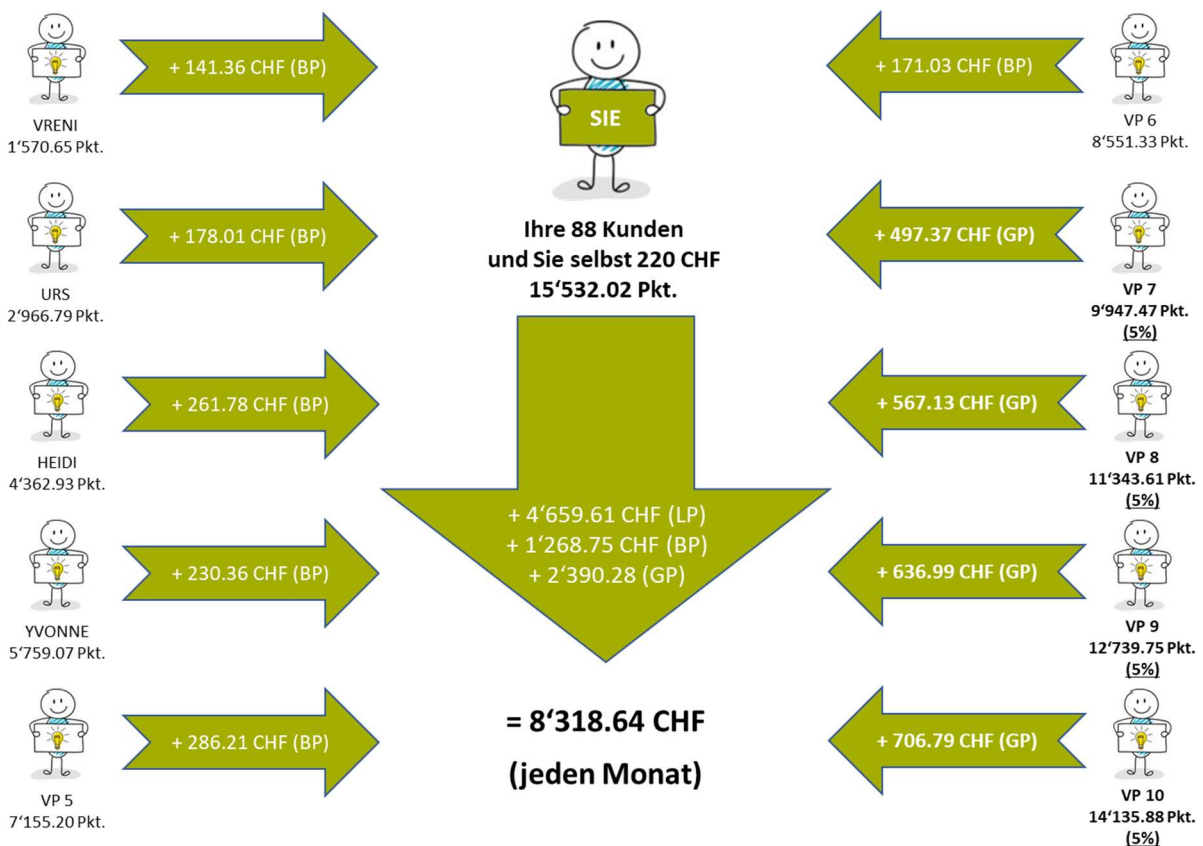 VRENI
1‘570.65 Pkt.
+ 141.36 CHF (BP)
URS
2‘966.79 Pkt.
+ 178.01 CHF (BP)
HEIDI
4‘362.93 Pkt.
+ 261.78 CHF (BP)
YVONNE
5‘759.07 Pkt.
+ 230.36 CHF (BP)
VP 5
7‘155.20 Pkt.
+ 286.21 CHF (BP)
SIE
Ihre 88 Kunden
und Sie selbst 220 CHF
15‘532.02 Pkt.
+ 4‘659.61 CHF (LP)
+ 1‘268.75 CHF (BP)
+ 2‘390.28 (GP)
= 8‘318.64 CHF
(jeden Monat)
+ 171.03 CHF (BP)
VP 6
8‘551.33 Pkt.
+ 497.37 CHF (GP)
VP 7
9‘947.47 Pkt.
(5%)
+ 567.13 CHF (GP)
VP 8
11‘343.61 Pkt.
(5%)
+ 636.99 CHF (GP)
VP 9
12‘739.75 Pkt.
(5%)
+ 706.79 CHF (GP)
VP 10
14‘135.88 Pkt.
(5%)